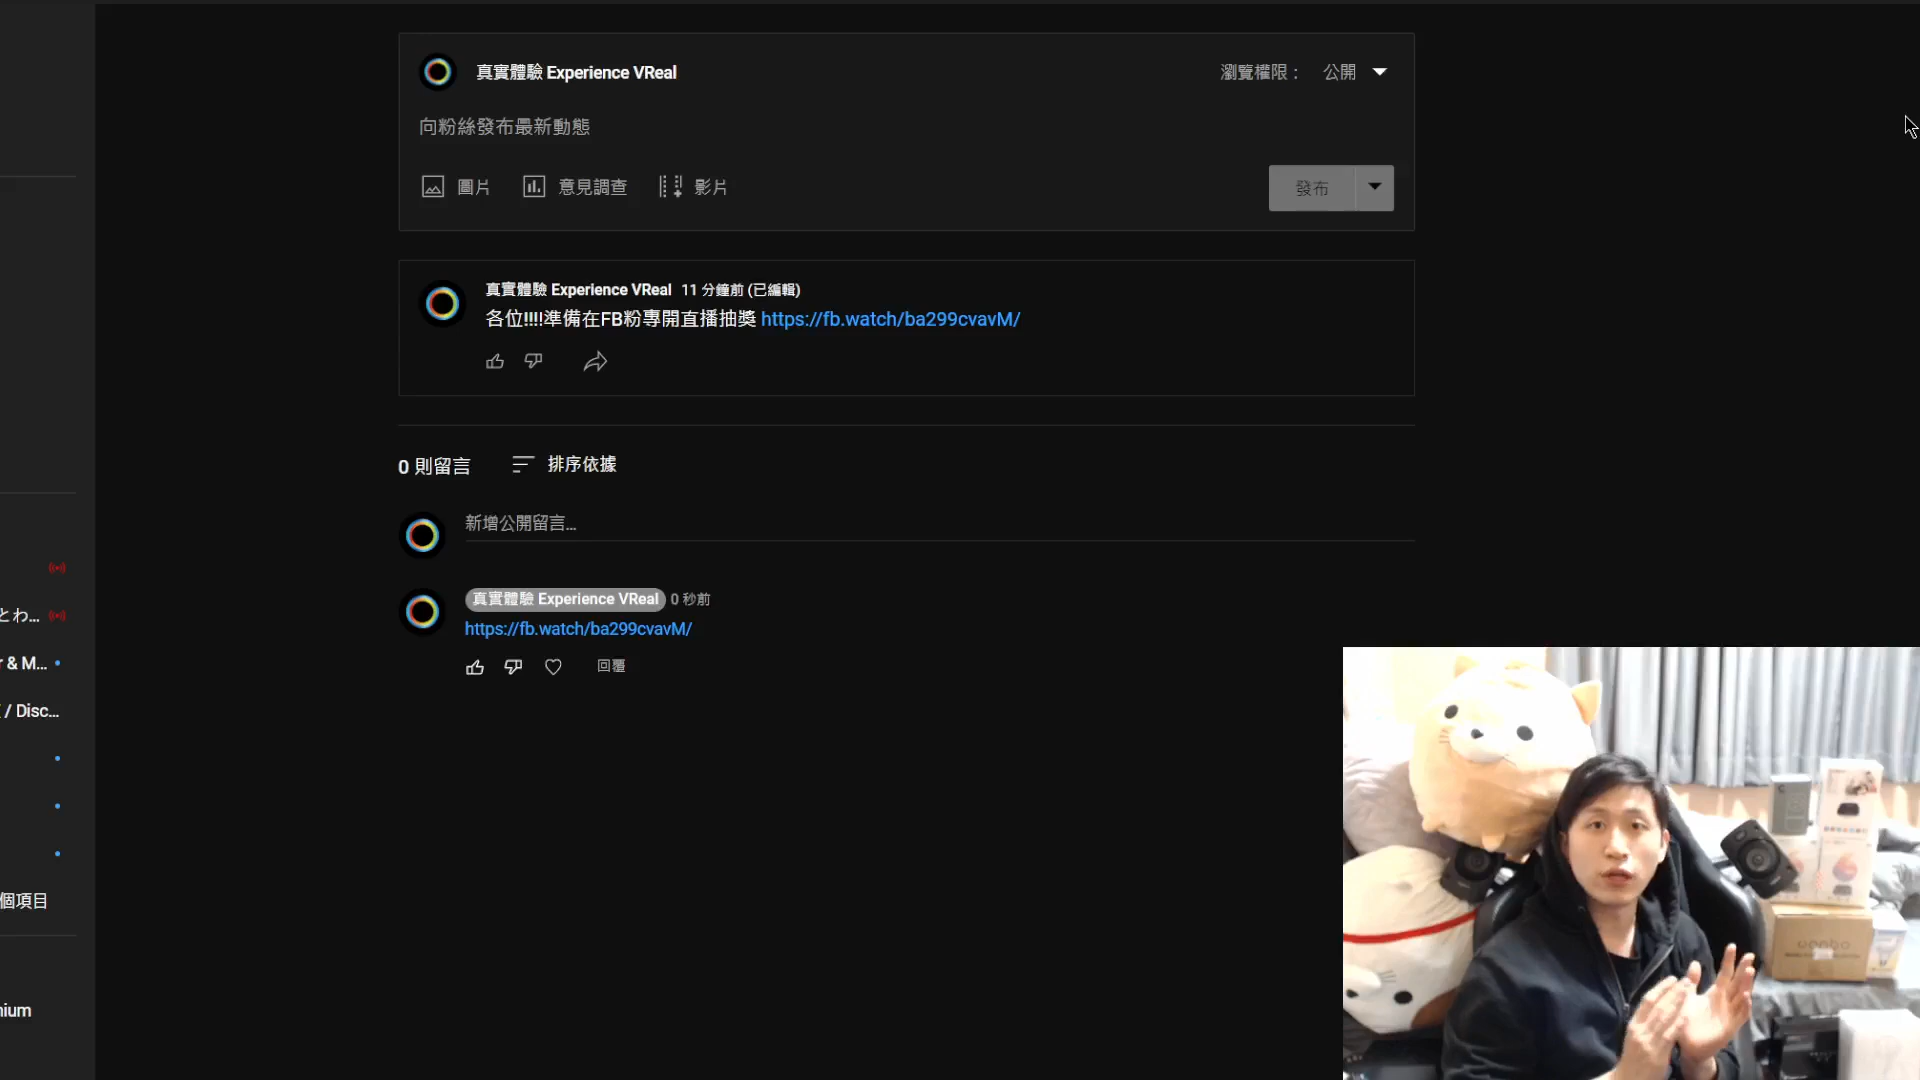 真實體驗 Experience VReal
瀏覽權限： 公開
向粉絲發布最新動態
圖片 意見調查 影片
發布
真實體驗 Experience VReal 11 分鐘前 (已編輯)
各位!!!!準備在FB粉專開直播抽獎 https://fb.watch/ba299cvavM/
0 則留言 排序依據
新增公開留言...
真實體驗 Experience VReal 0 秒前
https://fb.watch/ba299cvavM/
回覆
とわ...
r & M...
/ Disc...
個項目
nium
wanbo